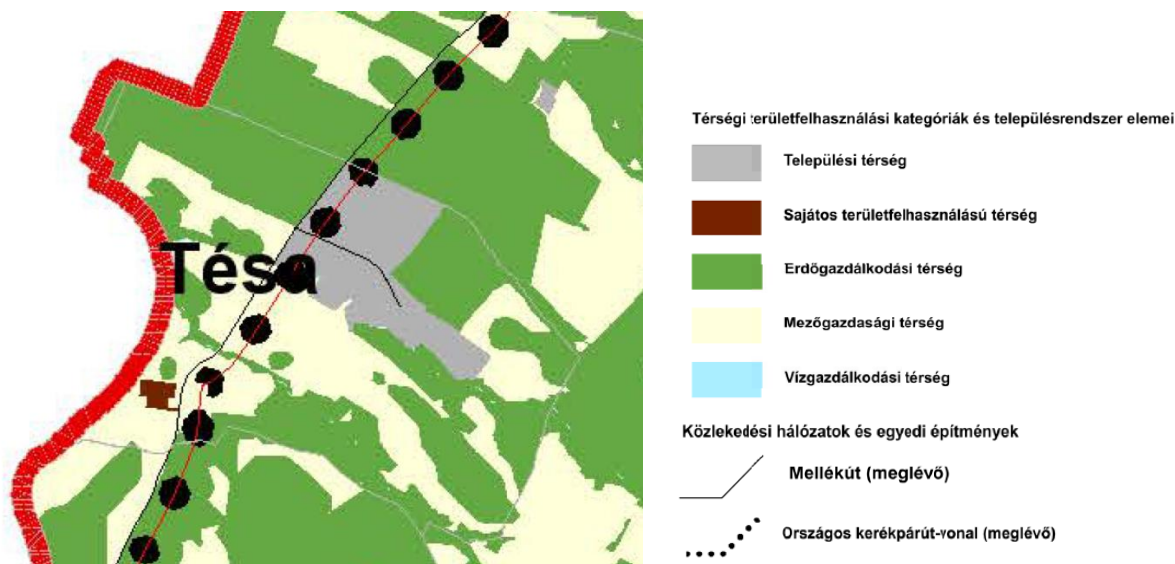 Tésa
Térségi területfelhasználási kategóriák és településrendszer elemei
Települési térség
Sajátos területfelhasználású térség
Erdőgazdálkodási térség
Mezőgazdasági térség
Vízgazdálkodási térség
Közlekedési hálózatok és egyedi építmények
Mellékút (meglévő)
Országos kerékpárút-vonal (meglévő)